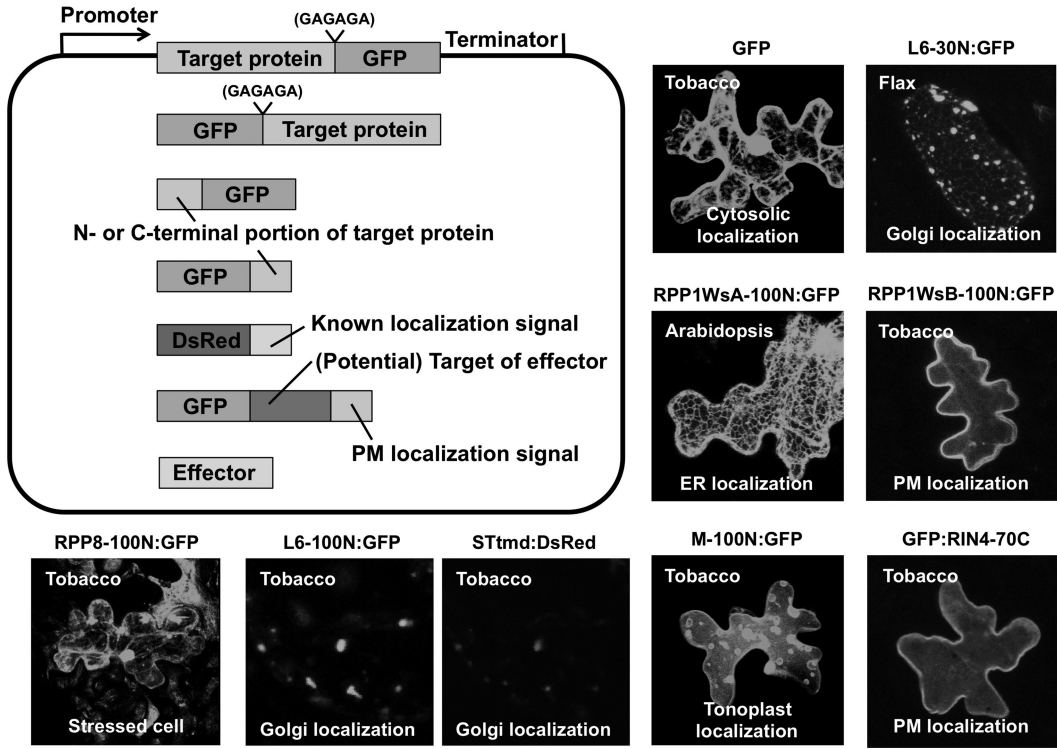 Promoter
(GAGAGA)
Terminator
Target protein
GFP
(GAGAGA)
GFP
Target protein
GFP
N- or C-terminal portion of target protein
GFP
Known localization signal
DsRed
(Potential) Target of effector
GFP
PM localization signal
Effector
GFP
Tobacco
Cytosolic
localization
L6-30N:GFP
Flax
Golgi localization
RPP1WsA-100N:GFP
Arabidopsis
ER localization
RPP1WsB-100N:GFP
Tobacco
PM localization
RPP8-100N:GFP
Tobacco
Stressed cell
L6-100N:GFP
Tobacco
Golgi localization
STtmd:DsRed
Tobacco
Golgi localization
M-100N:GFP
Tobacco
Tonoplast
localization
GFP:RIN4-70C
Tobacco
PM localization